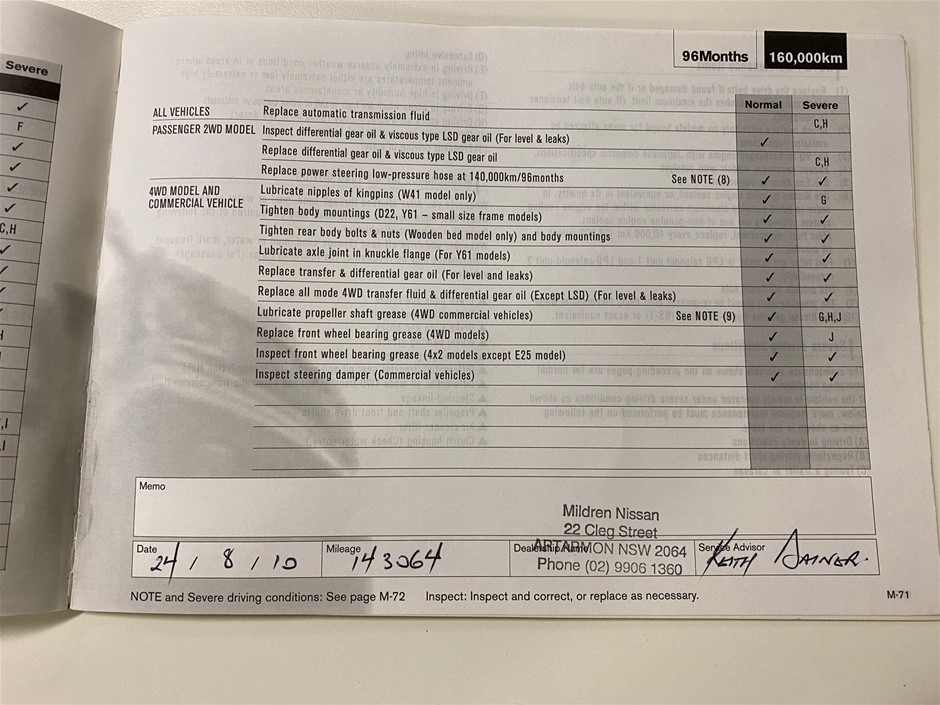 Severe
✓
F
✓
✓
✓
✓
C,H
✓
✓
✓
96Months 160,000km
Normal Severe
ALL VEHICLES Replace automatic transmission fluid C,H
PASSENGER 2WD MODEL Inspect differential gear oil & viscous type LSD gear oil (For level & leaks) ✓
Replace differential gear oil & viscous type LSD gear oil C,H
Replace power steering low-pressure hose at 140,000km/96months See NOTE (8) ✓ ✓
4WD MODEL AND COMMERCIAL VEHICLE Lubricate nipples of kingpins (W41 model only) ✓ G
Tighten body mountings (D22, Y61 – small size frame models) ✓ ✓
Tighten rear body bolts & nuts (Wooden bed model only) and body mountings ✓ ✓
Lubricate axle joint in knuckle flange (For Y61 models) ✓ ✓
Replace transfer & differential gear oil (For level and leaks) ✓ ✓
Replace all mode 4WD transfer fluid & differential gear oil (Except LSD) (For level & leaks) ✓ ✓
Lubricate propeller shaft grease (4WD commercial vehicles) See NOTE (9) ✓ G,H,J
Replace front wheel bearing grease (4WD models) ✓ J
Inspect front wheel bearing grease (4x2 models except E25 model) ✓ ✓
Inspect steering damper (Commercial vehicles) ✓ ✓
Memo
Mildren Nissan
22 Cleg Street
ARTARMON NSW 2064
Phone (02) 9906 1360
Date 24 / 8 / 10 Mileage 143064 Dealership Name Service Advisor KEITH
NOTE and Severe driving conditions: See page M-72 Inspect: Inspect and correct, or replace as necessary.
M-71